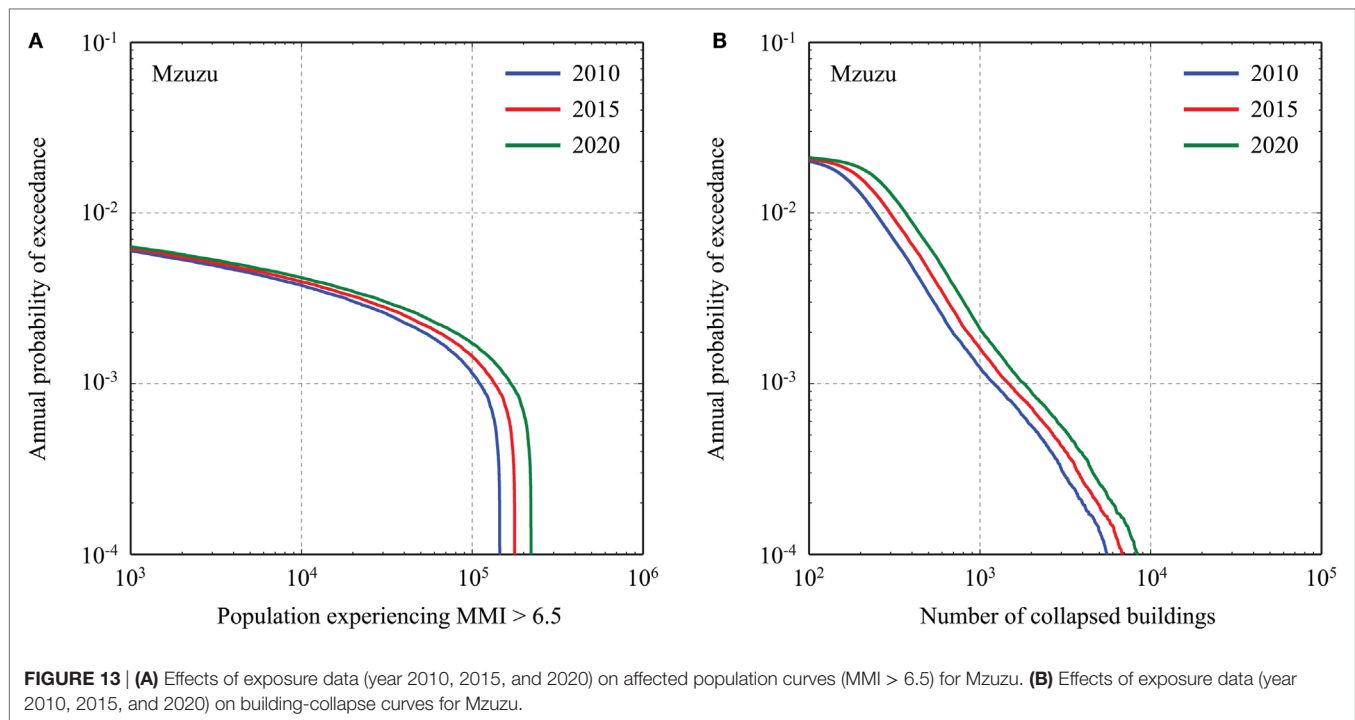 A
Mzuzu
2010
2015
2020
10^-1
10^-2
10^-3
10^-4
Annual probability of exceedance
10^3
10^4
10^5
10^6
Population experiencing MMI > 6.5
B
Mzuzu
2010
2015
2020
10^-1
10^-2
10^-3
10^-4
Annual probability of exceedance
10^2
10^3
10^4
10^5
Number of collapsed buildings
FIGURE 13 | (A) Effects of exposure data (year 2010, 2015, and 2020) on affected population curves (MMI > 6.5) for Mzuzu. (B) Effects of exposure data (year
2010, 2015, and 2020) on building-collapse curves for Mzuzu.